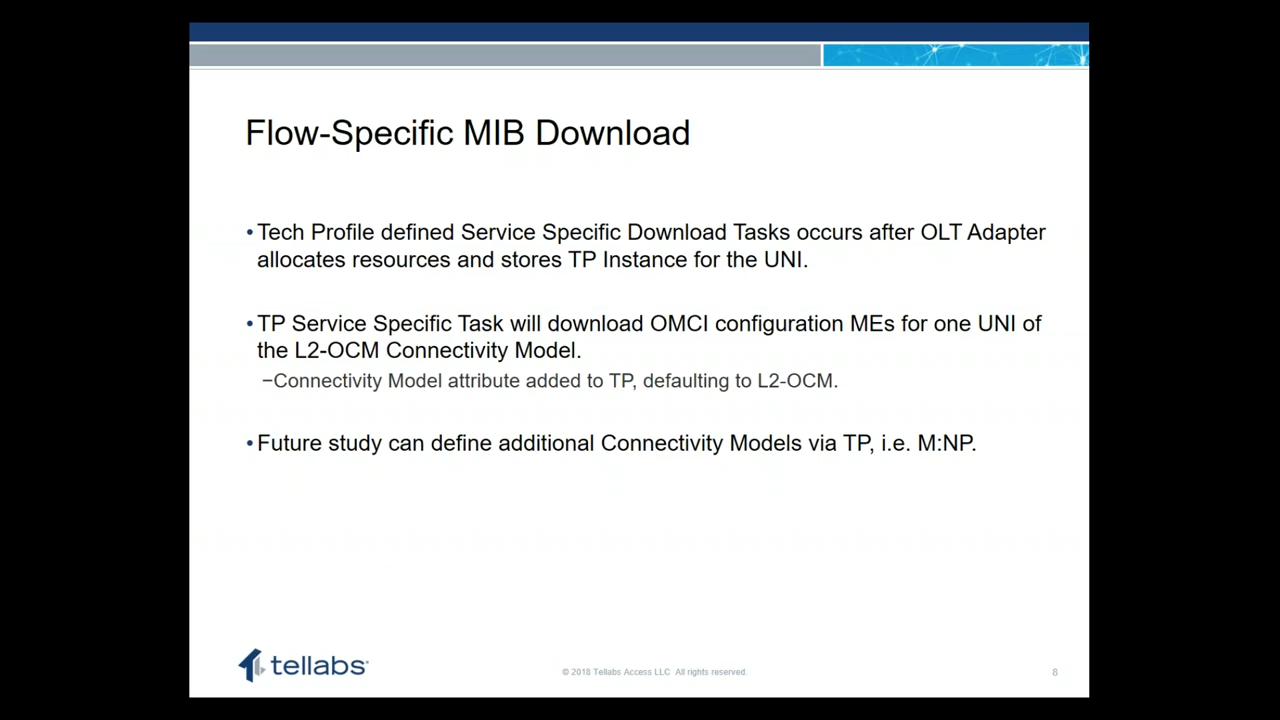 Flow-Specific MIB Download
•Tech Profile defined Service Specific Download Tasks occurs after OLT Adapter
allocates resources and stores TP Instance for the UNI.
•TP Service Specific Task will download OMCI configuration MEs for one UNI of
the L2-OCM Connectivity Model.
−Connectivity Model attribute added to TP, defaulting to L2-OCM.
•Future study can define additional Connectivity Models via TP, i.e. M:NP.
tellabs®
© 2018 Tellabs Access LLC All rights reserved.
8